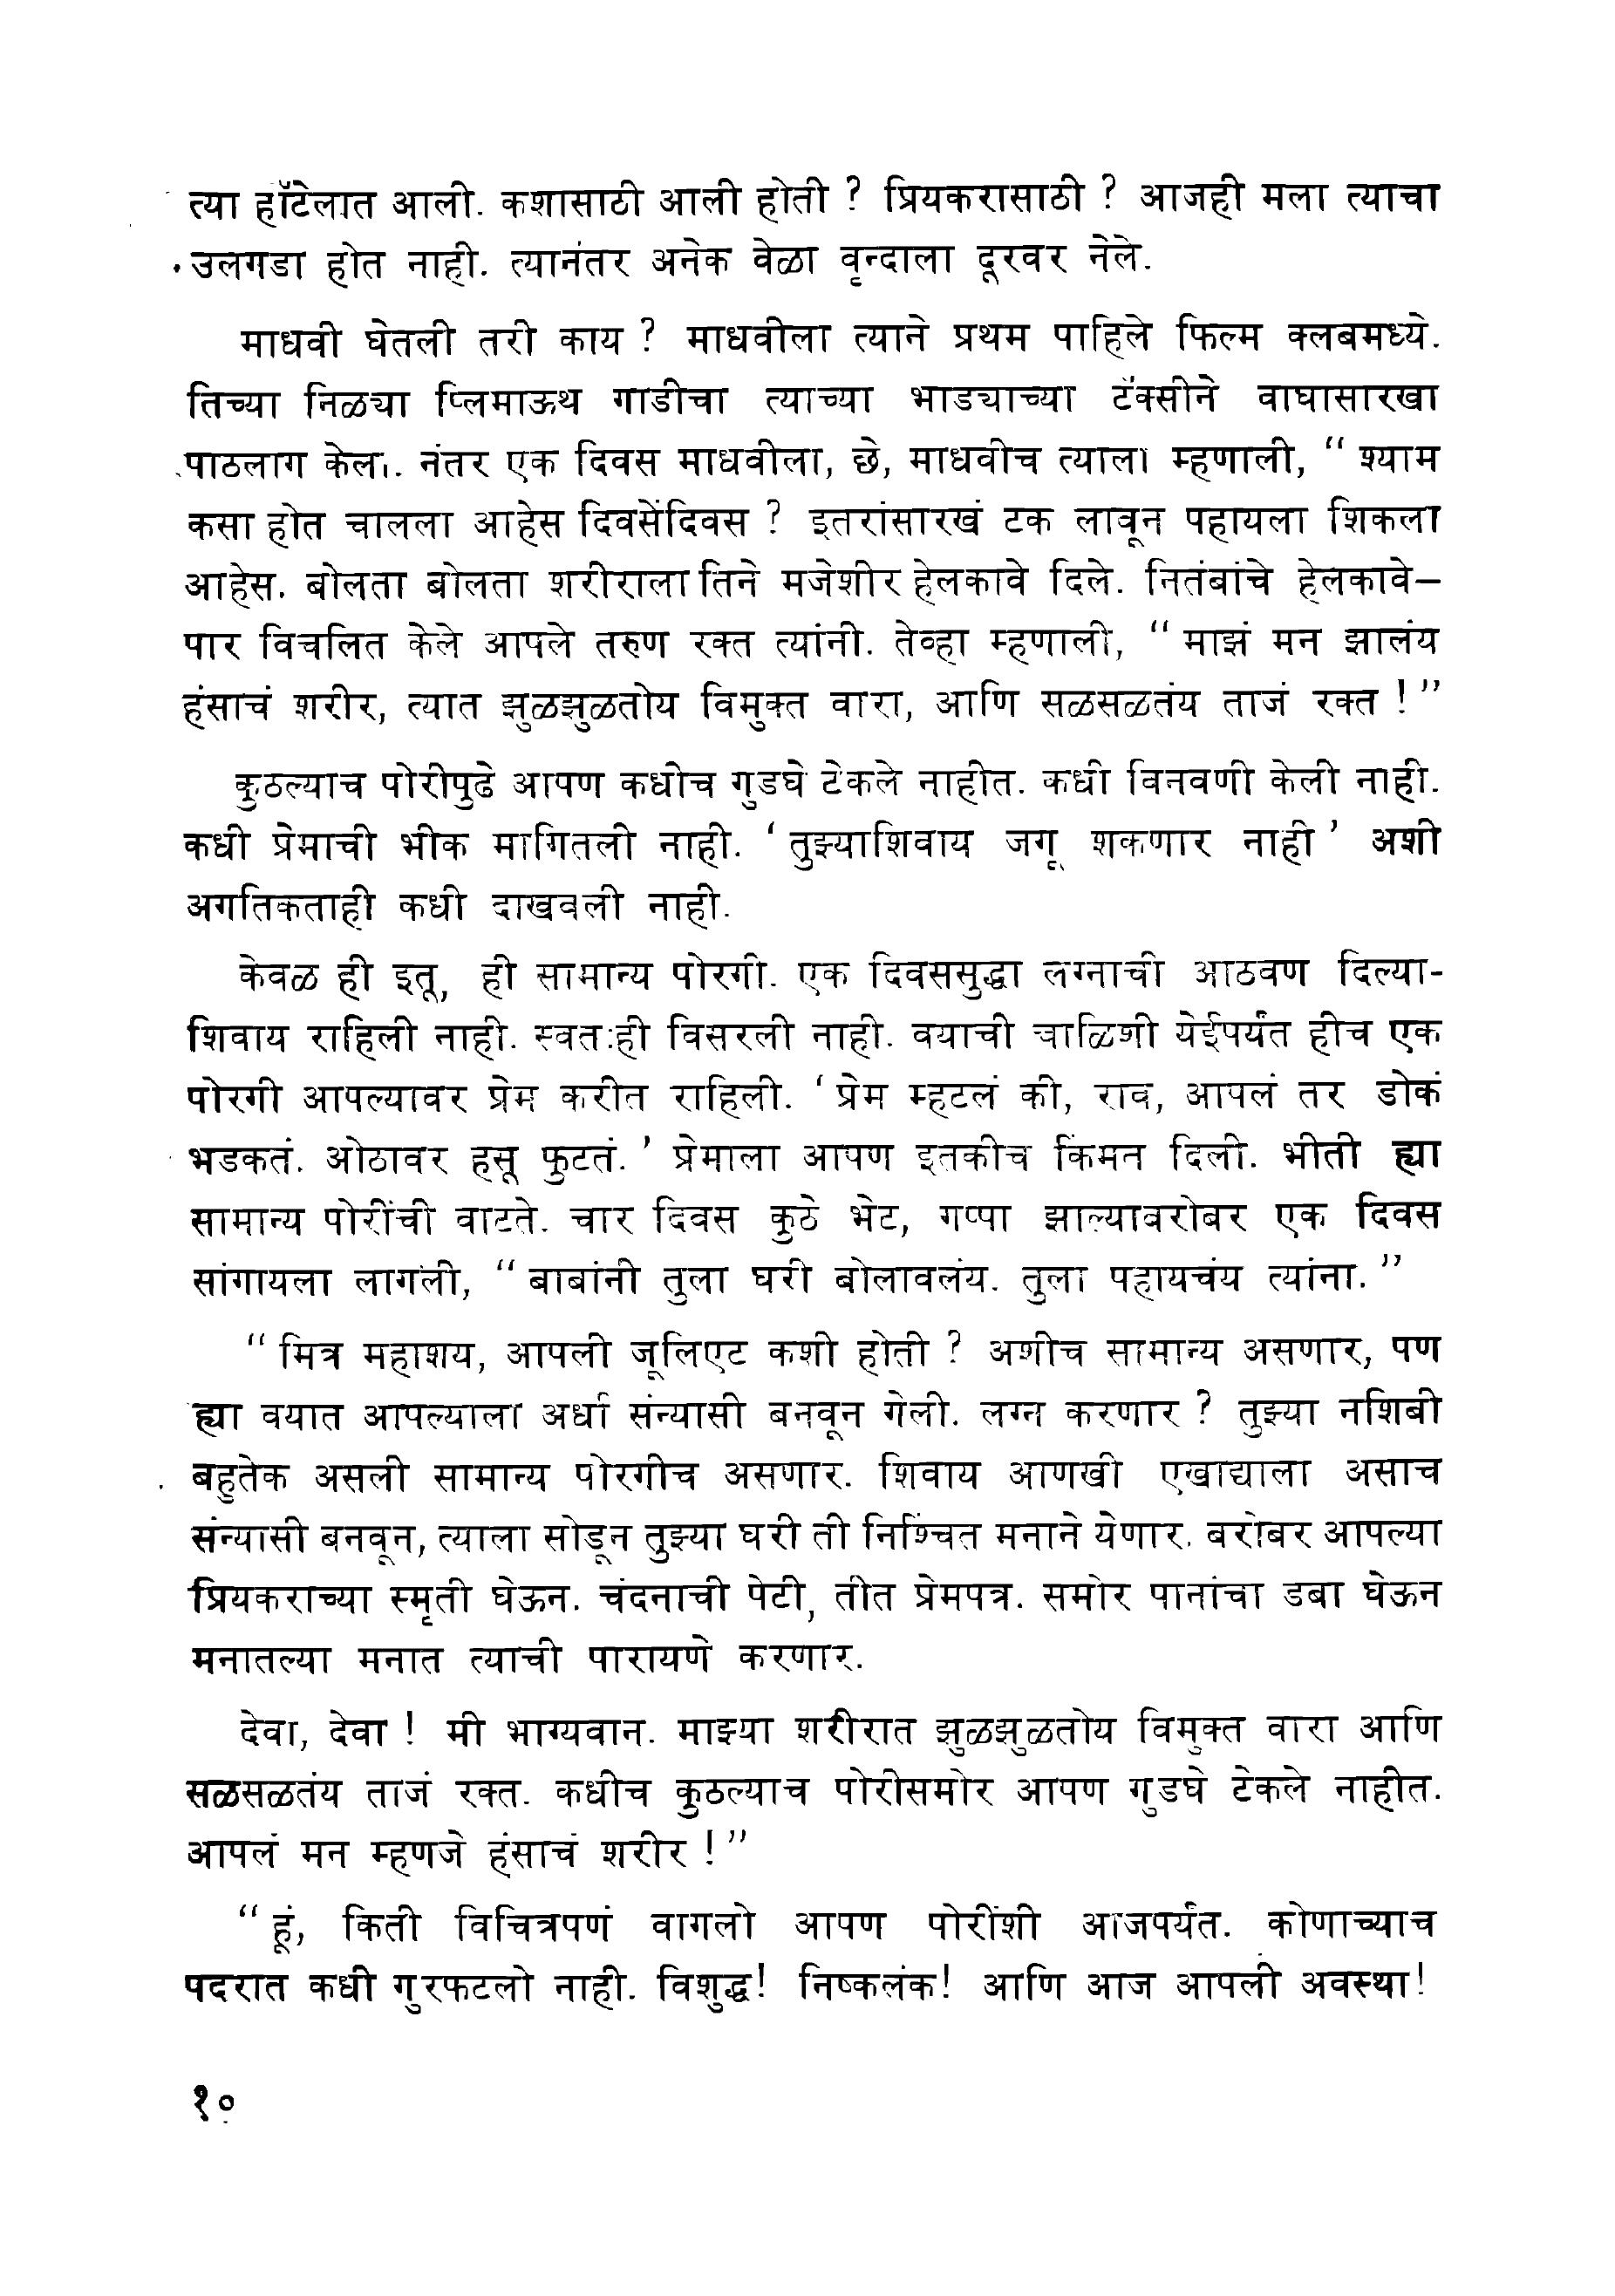 त्या हॉटेलात आली. कशासाठी आली होती ? प्रियकरासाठी ? आजही मला त्याचा
उलगडा होत नाही. त्यानंतर अनेक वेळा वृन्दाला दूरवर नेले.
माधवी घेतली तरी काय ? माधवीला त्याने प्रथम पाहिले फिल्म क्लबमध्ये.
तिच्या निळ्या प्लिमाऊथ गाडीचा त्याच्या भाड्याच्या टॅक्सीने वाघासारखा
पाठलाग केला. नंतर एक दिवस माधवीला, छे, माधवीच त्याला म्हणाली, “ श्याम
कसा होत चालला आहेस दिवसेंदिवस ? इतरांसारखं टक लावून पहायला शिकला
आहेस. बोलता बोलता शरीराला तिने मजेशीर हेलकावे दिले. नितंबांचे हेलकावे–
पार विचलित केले आपले तरुण रक्त त्यांनी. तेव्हा म्हणाली, “ माझं मन झालंय
हंसाचं शरीर, त्यात झुळझुळतोय विमुक्त वारा, आणि सळसळतंय ताजं रक्त ! ”
कुठल्याच पोरीपुढे आपण कधीच गुडघे टेकले नाहीत. कधी विनवणी केली नाही.
कधी प्रेमाची भीक मागितली नाही. ‘ तुझ्याशिवाय जगू शकणार नाही ’ अशी
अगतिकताही कधी दाखवली नाही.
केवळ ही इतू, ही सामान्य पोरगी. एक दिवससुद्धा लग्नाची आठवण दिल्या-
शिवाय राहिली नाही. स्वतःही विसरली नाही. वयाची चाळिशी येईपर्यंत हीच एक
पोरगी आपल्यावर प्रेम करीत राहिली. ‘ प्रेम म्हटलं की, राव, आपलं तर डोकं
भडकतं. ओठावर हसू फुटतं. ’ प्रेमाला आपण इतकीच किंमत दिली. भीती ह्या
सामान्य पोरींची वाटते. चार दिवस कुठे भेट, गप्पा झाल्याबरोबर एक दिवस
सांगायला लागली, “ बाबांनी तुला घरी बोलावलंय. तुला पहायचंय त्यांना. ”
“ मित्र महाशय, आपली जूलिएट कशी होती ? अशीच सामान्य असणार, पण
ह्या वयात आपल्याला अर्धा संन्यासी बनवून गेली. लग्न करणार ? तुझ्या नशिबी
बहुतेक असली सामान्य पोरगीच असणार. शिवाय आणखी एखाद्याला असाच
संन्यासी बनवून, त्याला सोडून तुझ्या घरी ती निश्चिंत मनाने येणार. बरोबर आपल्या
प्रियकराच्या स्मृती घेऊन. चंदनाची पेटी, तीत प्रेमपत्र. समोर पानांचा डबा घेऊन
मनातल्या मनात त्याची पारायणे करणार.
देवा, देवा ! मी भाग्यवान. माझ्या शरीरात झुळझुळतोय विमुक्त वारा आणि
सळसळतंय ताजं रक्त. कधीच कुठल्याच पोरीसमोर आपण गुडघे टेकले नाहीत.
आपलं मन म्हणजे हंसाचं शरीर ! ”
“ हूं, किती विचित्रपणं वागलो आपण पोरींशी आजपर्यंत. कोणाच्याच
पदरात कधी गुरफटलो नाही. विशुद्ध! निष्कलंक! आणि आज आपली अवस्था!
१०